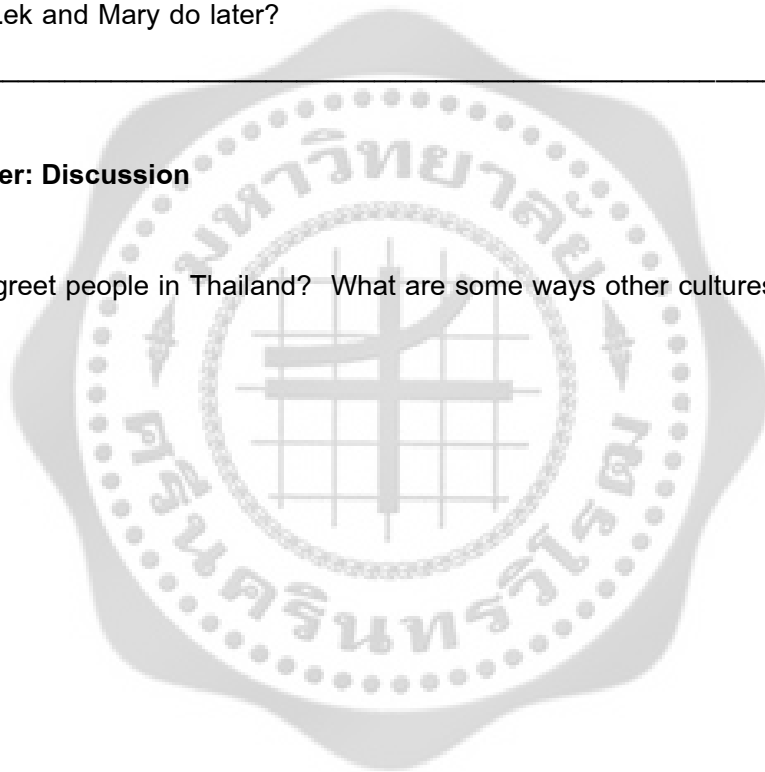 Lek and Mary do later?
er: Discussion
greet people in Thailand? What are some ways other cultures
มหาวิทยาลัย
ศรีนครินทรวิโรฒ